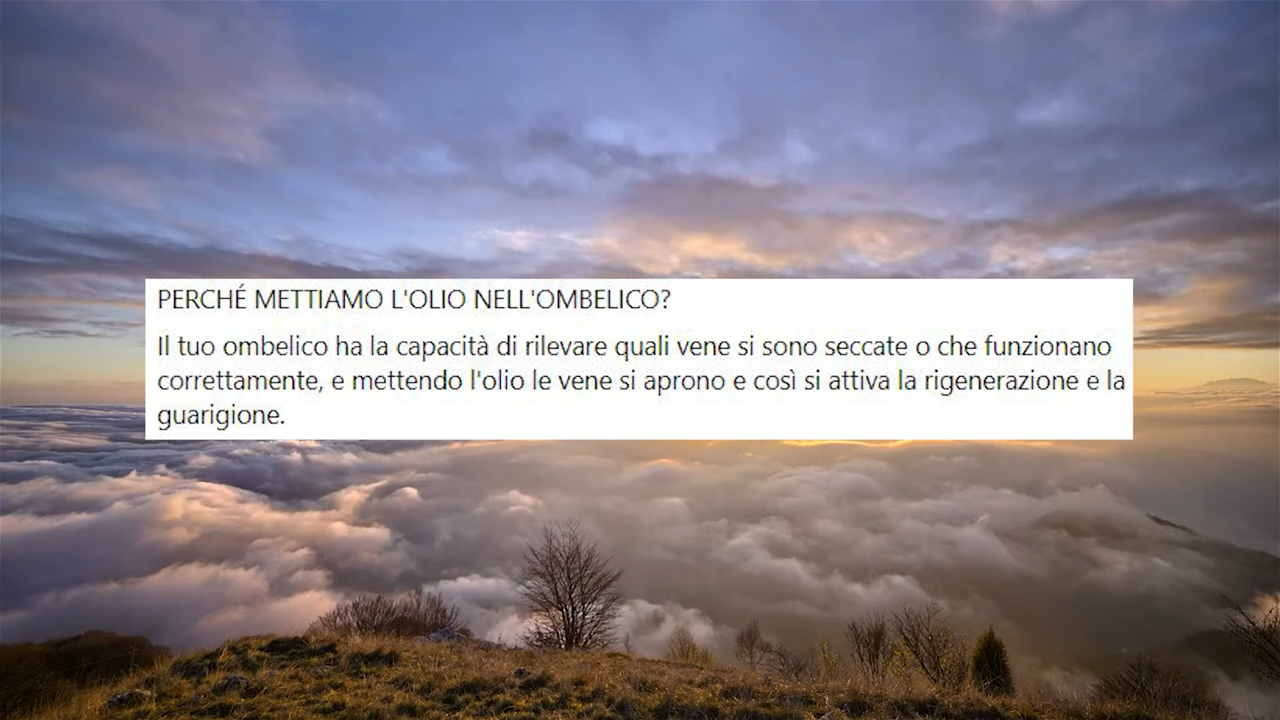 PERCHÉ METTIAMO L'OLIO NELL'OMBELICO?
Il tuo ombelico ha la capacità di rilevare quali vene si sono seccate o che funzionano
correttamente, e mettendo l'olio le vene si aprono e così si attiva la rigenerazione e la
guarigione.